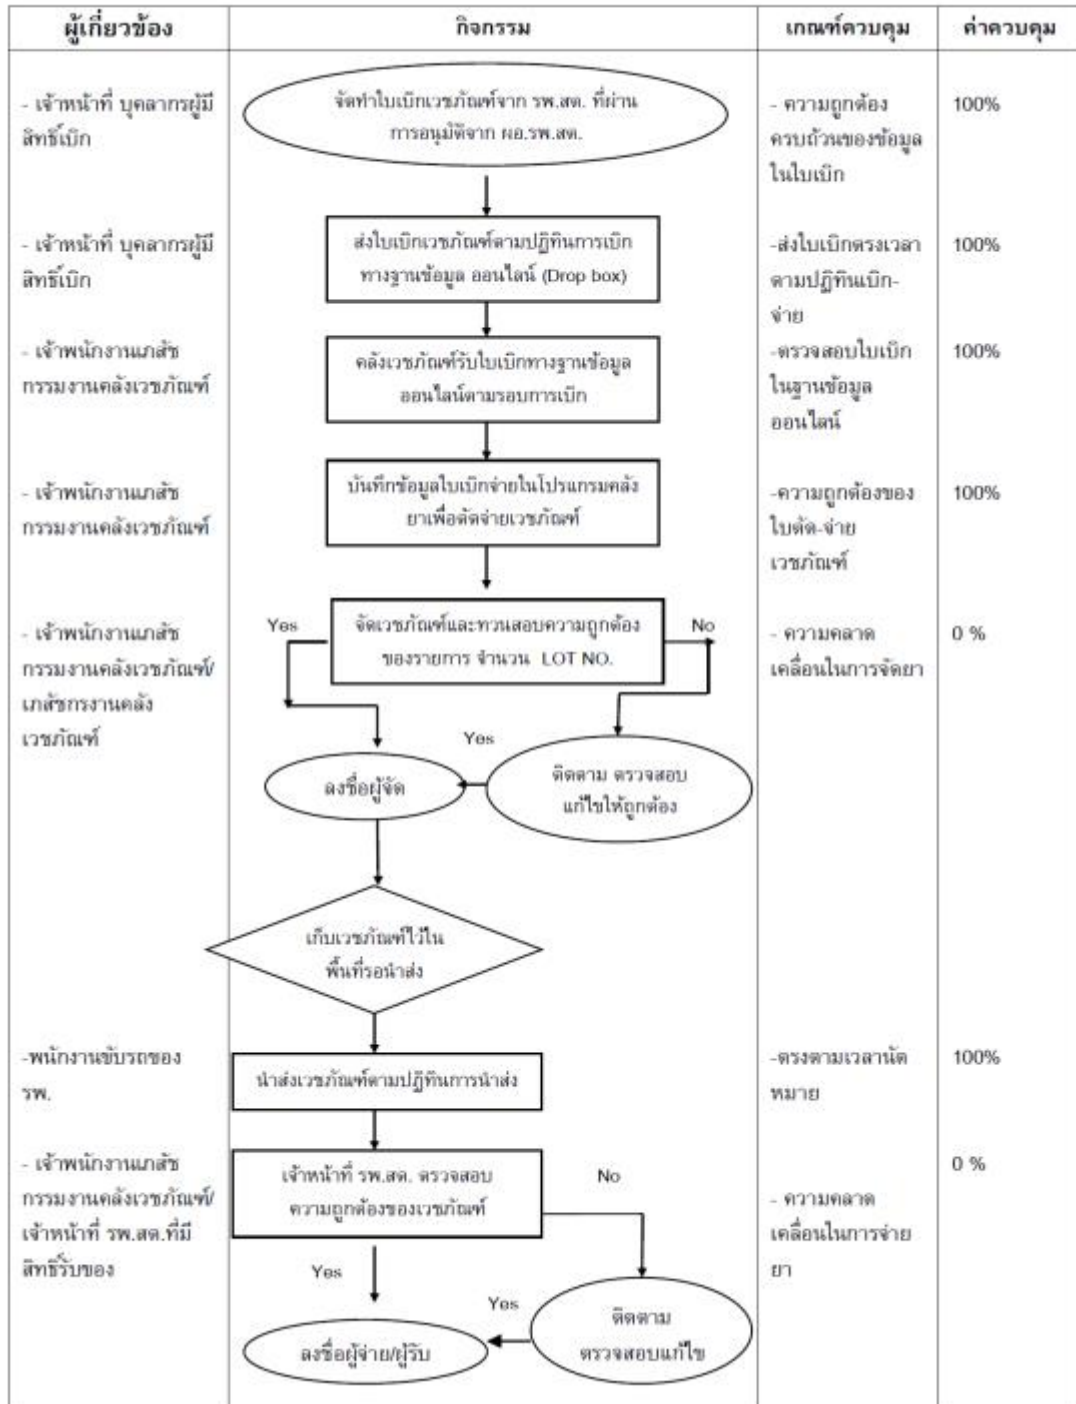 ผู้เกี่ยวข้อง
กิจกรรม
เกณฑ์ควบคุม
ค่าควบคุม
- เจ้าหน้าที่ บุคลากรผู้มี
สิทธิ์เบิก
จัดทำใบเบิกเวชภัณฑ์จาก รพ.สต. ที่ผ่าน
การอนุมัติจาก ผอ.รพ.สต.
- ความถูกต้อง
ครบถ้วนของข้อมูล
ในใบเบิก
100%
- เจ้าหน้าที่ บุคลากรผู้มี
สิทธิ์เบิก
ส่งใบเบิกเวชภัณฑ์ตามปฏิทินการเบิก
ทางฐานข้อมูล ออนไลน์ (Drop box)
-ส่งใบเบิกตรงเวลา
ตามปฏิทินเบิก-
จ่าย
100%
- เจ้าพนักงานเภสัช
กรรมงานคลังเวชภัณฑ์
คลังเวชภัณฑ์รับใบเบิกทางฐานข้อมูล
ออนไลน์ตามรอบการเบิก
-ตรวจสอบใบเบิก
ในฐานข้อมูล
ออนไลน์
100%
- เจ้าพนักงานเภสัช
กรรมงานคลังเวชภัณฑ์
บันทึกข้อมูลใบเบิกจ่ายในโปรแกรมคลัง
ยาเพื่อตัดจ่ายเวชภัณฑ์
-ความถูกต้องของ
ใบตัด-จ่าย
เวชภัณฑ์
100%
- เจ้าพนักงานเภสัช
กรรมงานคลังเวชภัณฑ์/
เภสัชกรงานคลัง
เวชภัณฑ์
Yes
จัดเวชภัณฑ์และทวนสอบความถูกต้อง
ของรายการ จำนวน LOT NO.
No
- ความคลาด
เคลื่อนในการจัดยา
0 %
Yes
ลงชื่อผู้จัด
ติดตาม ตรวจสอบ
แก้ไขให้ถูกต้อง
เก็บเวชภัณฑ์ไว้ใน
พื้นที่รอนำส่ง
-พนักงานขับรถของ
รพ.
นำส่งเวชภัณฑ์ตามปฏิทินการนำส่ง
-ตรงตามเวลานัด
หมาย
100%
- เจ้าพนักงานเภสัช
กรรมงานคลังเวชภัณฑ์/
เจ้าหน้าที่ รพ.สต.ที่มี
สิทธิ์รับของ
เจ้าหน้าที่ รพ.สต. ตรวจสอบ
ความถูกต้องของเวชภัณฑ์
No
- ความคลาด
เคลื่อนในการจ่าย
ยา
0 %
Yes
Yes
ลงชื่อผู้จ่าย/ผู้รับ
ติดตาม
ตรวจสอบแก้ไข